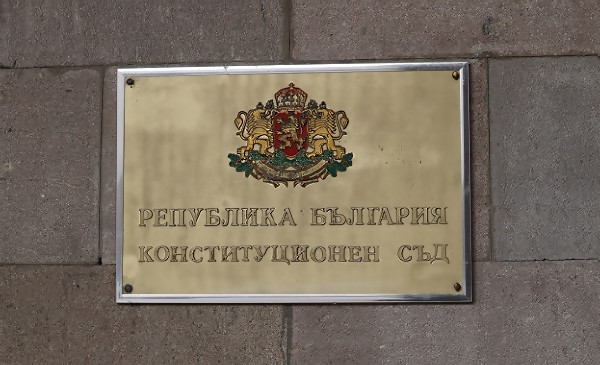 РЕПУБЛИКА БЪЛГАРИЯ
КОНСТИТУЦИОНЕН СЪД